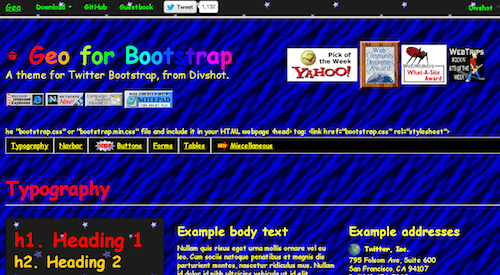 Geo Download GitHub Guestbook Tweet 1,132 Divshot
Geo for Bootstrap
A theme for Twitter Bootstrap, from Divshot.
Pick of the Week YAHOO!
Web Community Development Award
What-A-Site Award
WEBTRIPS ROCKIN' SITE OF THE WEEK
NOTEPAD
he "bootstrap.css" or "bootstrap.min.css" file and include it in your HTML webpage <head> tag: <link href="bootstrap.css" rel="stylesheet">
Typography Navbar Buttons Forms Tables Miscellaneous
Typography
h1. Heading 1
h2. Heading 2
Example body text
Nullam quis risus eget urna mollis ornare vel eu
leo. Cum sociis natoque penatibus et magnis dis
parturient montes, nascetur ridiculus mus. Nullam
id dolor id nibh ultricies vehicula ut id elit.
Example addresses
Twitter, Inc.
795 Folsom Ave, Suite 600
San Francisco, CA 94107